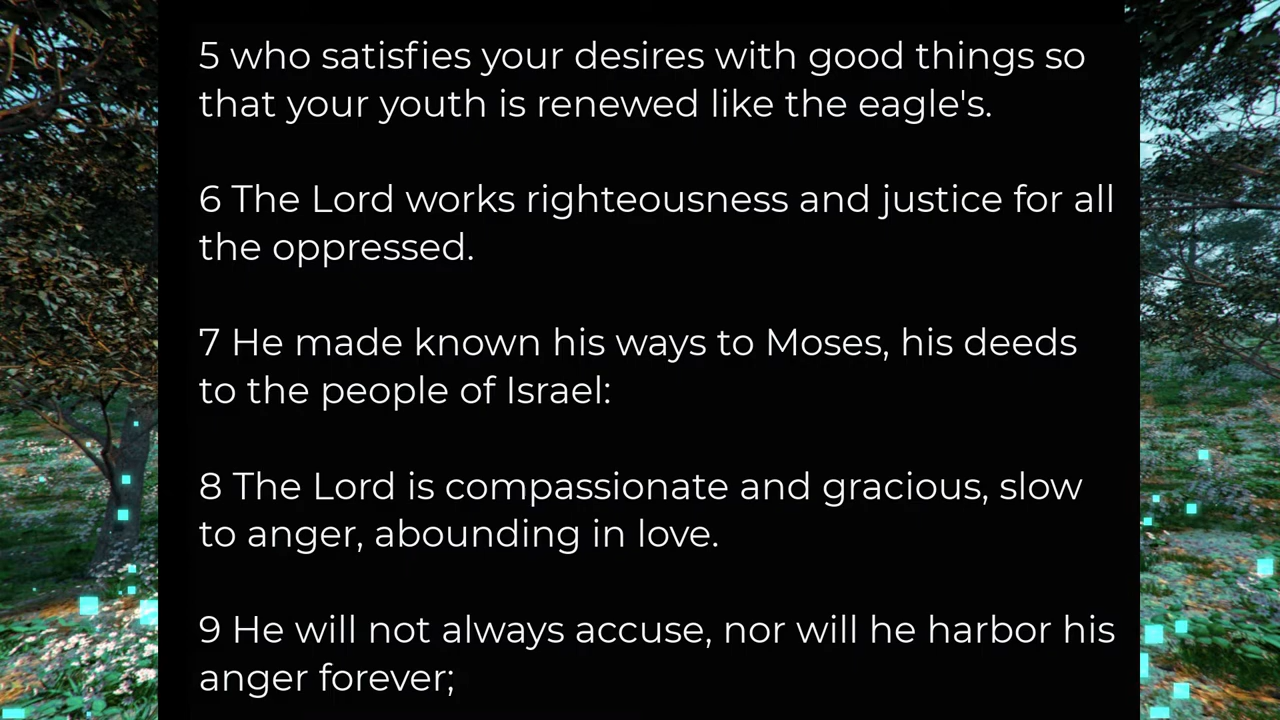 5 who satisfies your desires with good things so
that your youth is renewed like the eagle's.
6 The Lord works righteousness and justice for all
the oppressed.
7 He made known his ways to Moses, his deeds
to the people of Israel:
8 The Lord is compassionate and gracious, slow
to anger, abounding in love.
9 He will not always accuse, nor will he harbor his
anger forever;